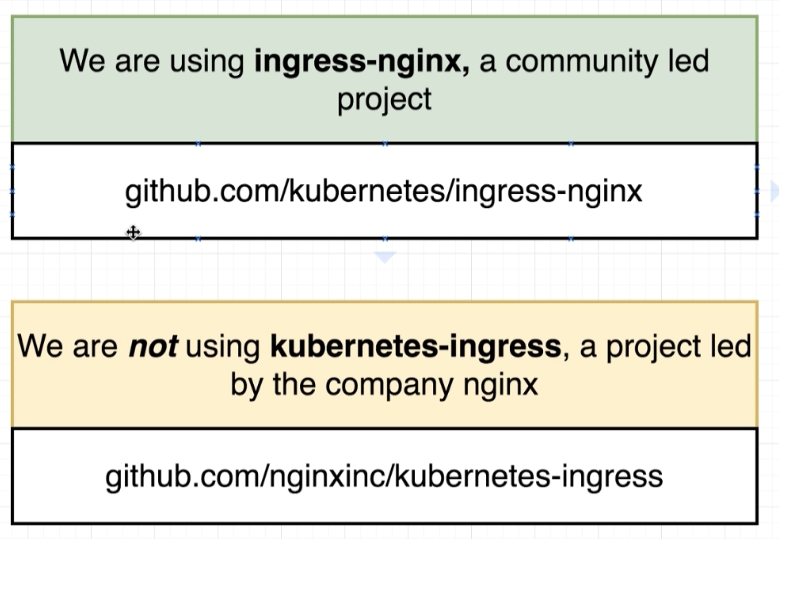 We are using ingress-nginx, a community led
project
github.com/kubernetes/ingress-nginx
We are not using kubernetes-ingress, a project led
by the company nginx
github.com/nginxinc/kubernetes-ingress